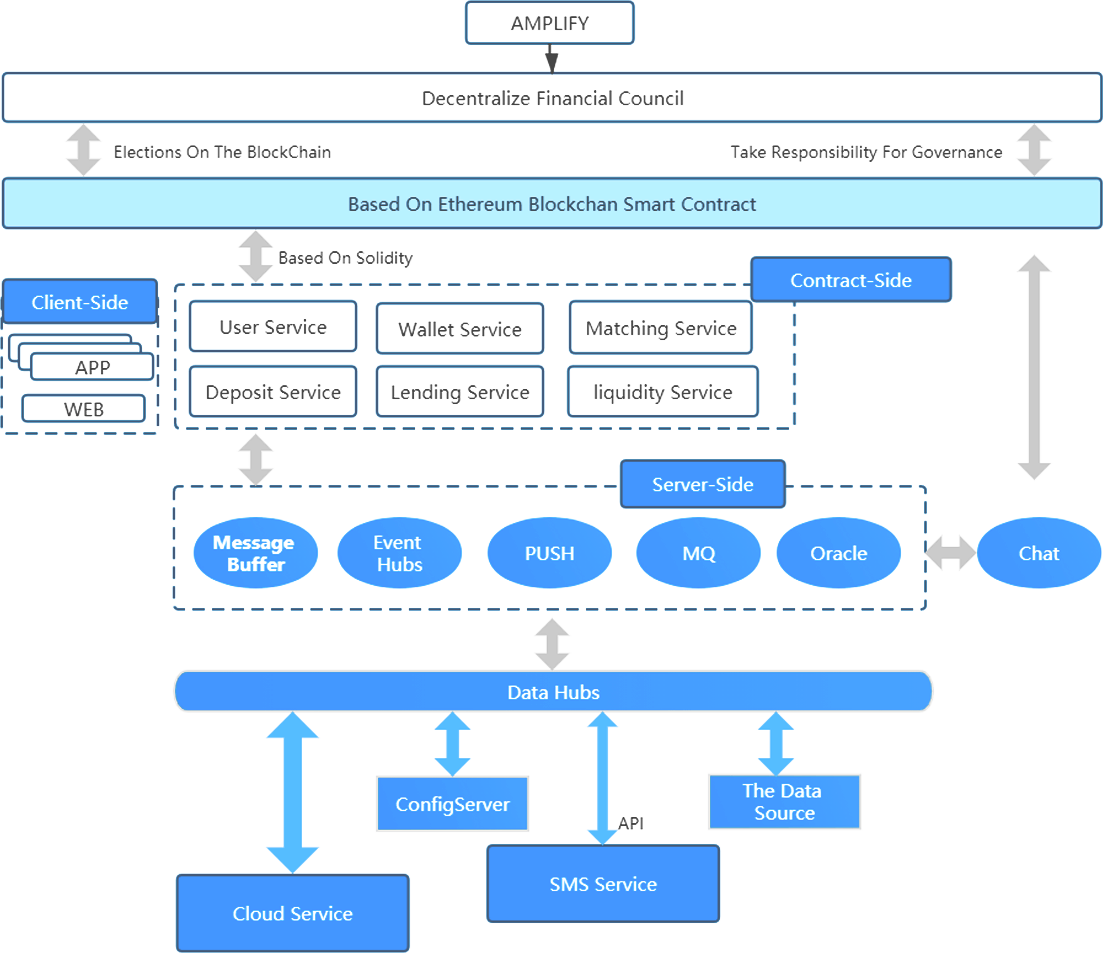 AMPLIFY
Decentralize Financial Council
Elections On The BlockChain
Take Responsibility For Governance
Based On Ethereum Blockchan Smart Contract
Based On Solidity
Contract-Side
Client-Side
User Service
Wallet Service
Matching Service
APP
WEB
Deposit Service
Lending Service
liquidity Service
Server-Side
Message
Buffer
Event
Hubs
PUSH
MQ
Oracle
Chat
Data Hubs
ConfigServer
The Data
Source
API
SMS Service
Cloud Service